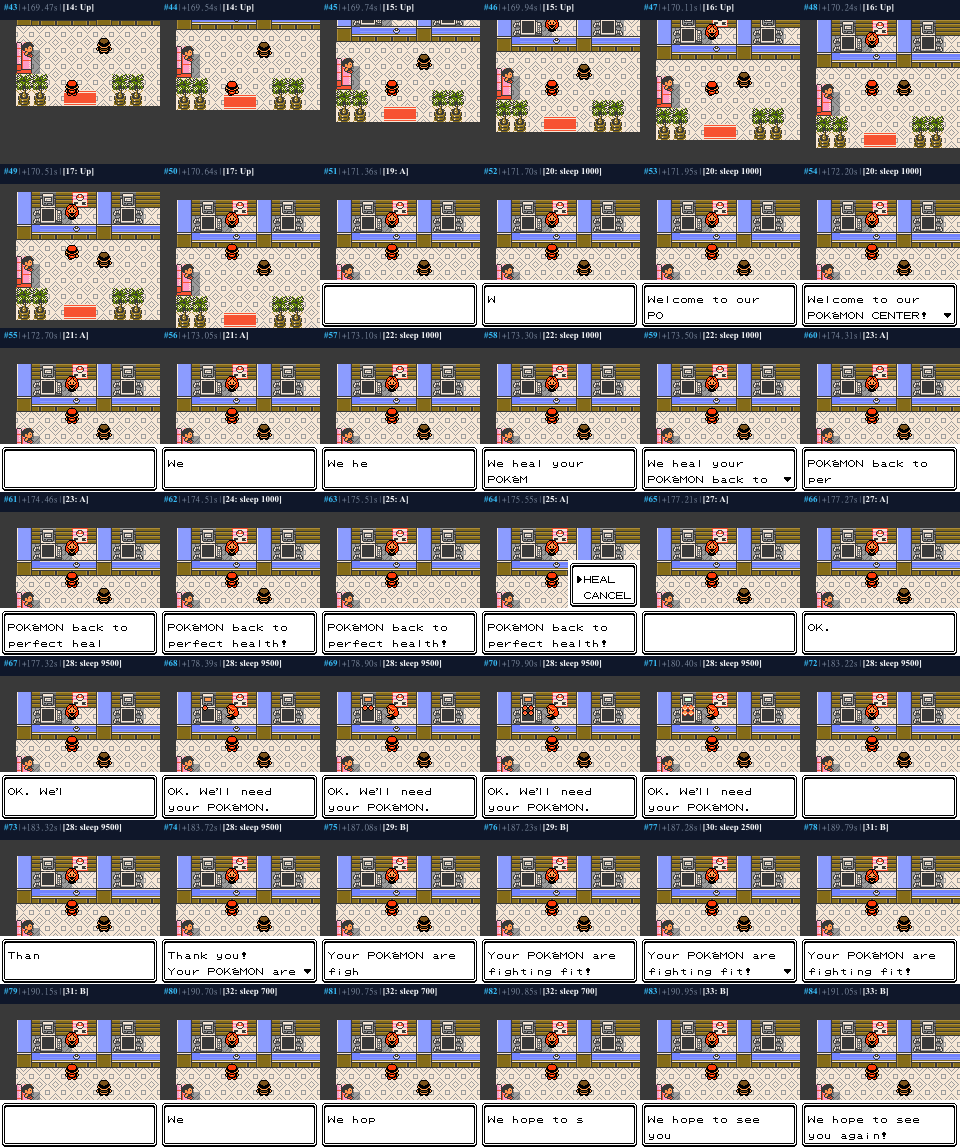 #43 | +169.47s | [14: Up]
#44 | +169.54s | [14: Up]
#45 | +169.74s | [15: Up]
#46 | +169.94s | [15: Up]
#47 | +170.11s | [16: Up]
#48 | +170.24s | [16: Up]
#49 | +170.51s | [17: Up]
#50 | +170.64s | [17: Up]
#51 | +171.36s | [19: A]
#52 | +171.70s | [20: sleep 1000]
#53 | +171.95s | [20: sleep 1000]
#54 | +172.20s | [20: sleep 1000]
W
Welcome to our
PO
Welcome to our
POKéMON CENTER!
#55 | +172.70s | [21: A]
#56 | +173.05s | [21: A]
#57 | +173.10s | [22: sleep 1000]
#58 | +173.30s | [22: sleep 1000]
#59 | +173.50s | [22: sleep 1000]
#60 | +174.31s | [23: A]
We
We he
We heal your
POKéM
We heal your
POKéMON back to
POKéMON back to
per
#61 | +174.46s | [23: A]
#62 | +174.51s | [24: sleep 1000]
#63 | +175.51s | [25: A]
#64 | +175.55s | [25: A]
#65 | +177.21s | [27: A]
#66 | +177.27s | [27: A]
POKéMON back to
perfect heal
POKéMON back to
perfect health!
POKéMON back to
perfect health!
HEAL
CANCEL
POKéMON back to
perfect health!
OK.
#67 | +177.32s | [28: sleep 9500]
#68 | +178.39s | [28: sleep 9500]
#69 | +178.90s | [28: sleep 9500]
#70 | +179.90s | [28: sleep 9500]
#71 | +180.40s | [28: sleep 9500]
#72 | +183.22s | [28: sleep 9500]
OK. We'l
OK. We'll need
your POKéMON.
OK. We'll need
your POKéMON.
OK. We'll need
your POKéMON.
OK. We'll need
your POKéMON.
#73 | +183.32s | [28: sleep 9500]
#74 | +183.72s | [28: sleep 9500]
#75 | +187.08s | [29: B]
#76 | +187.23s | [29: B]
#77 | +187.28s | [30: sleep 2500]
#78 | +189.79s | [31: B]
Than
Thank you!
Your POKéMON are
Your POKéMON are
figh
Your POKéMON are
fighting fit!
Your POKéMON are
fighting fit!
Your POKéMON are
fighting fit!
#79 | +190.15s | [31: B]
#80 | +190.70s | [32: sleep 700]
#81 | +190.75s | [32: sleep 700]
#82 | +190.85s | [32: sleep 700]
#83 | +190.95s | [33: B]
#84 | +191.05s | [33: B]
We
We hop
We hope to s
We hope to see
you
We hope to see
you again!